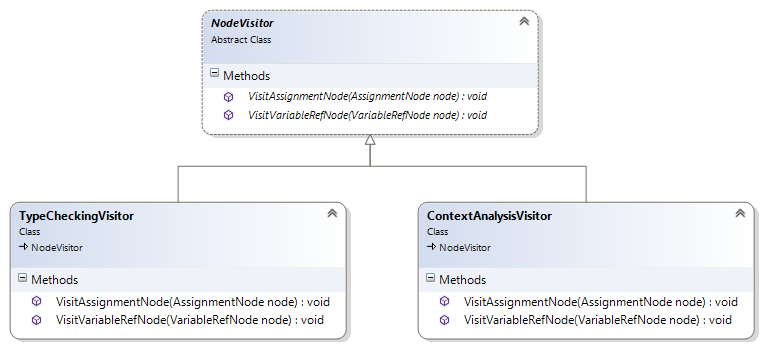 NodeVisitor
Abstract Class
Methods
VisitAssignmentNode(AssignmentNode node) : void
VisitVariableRefNode(VariableRefNode node) : void
TypeCheckingVisitor
Class
NodeVisitor
Methods
VisitAssignmentNode(AssignmentNode node) : void
VisitVariableRefNode(VariableRefNode node) : void
ContextAnalysisVisitor
Class
NodeVisitor
Methods
VisitAssignmentNode(AssignmentNode node) : void
VisitVariableRefNode(VariableRefNode node) : void